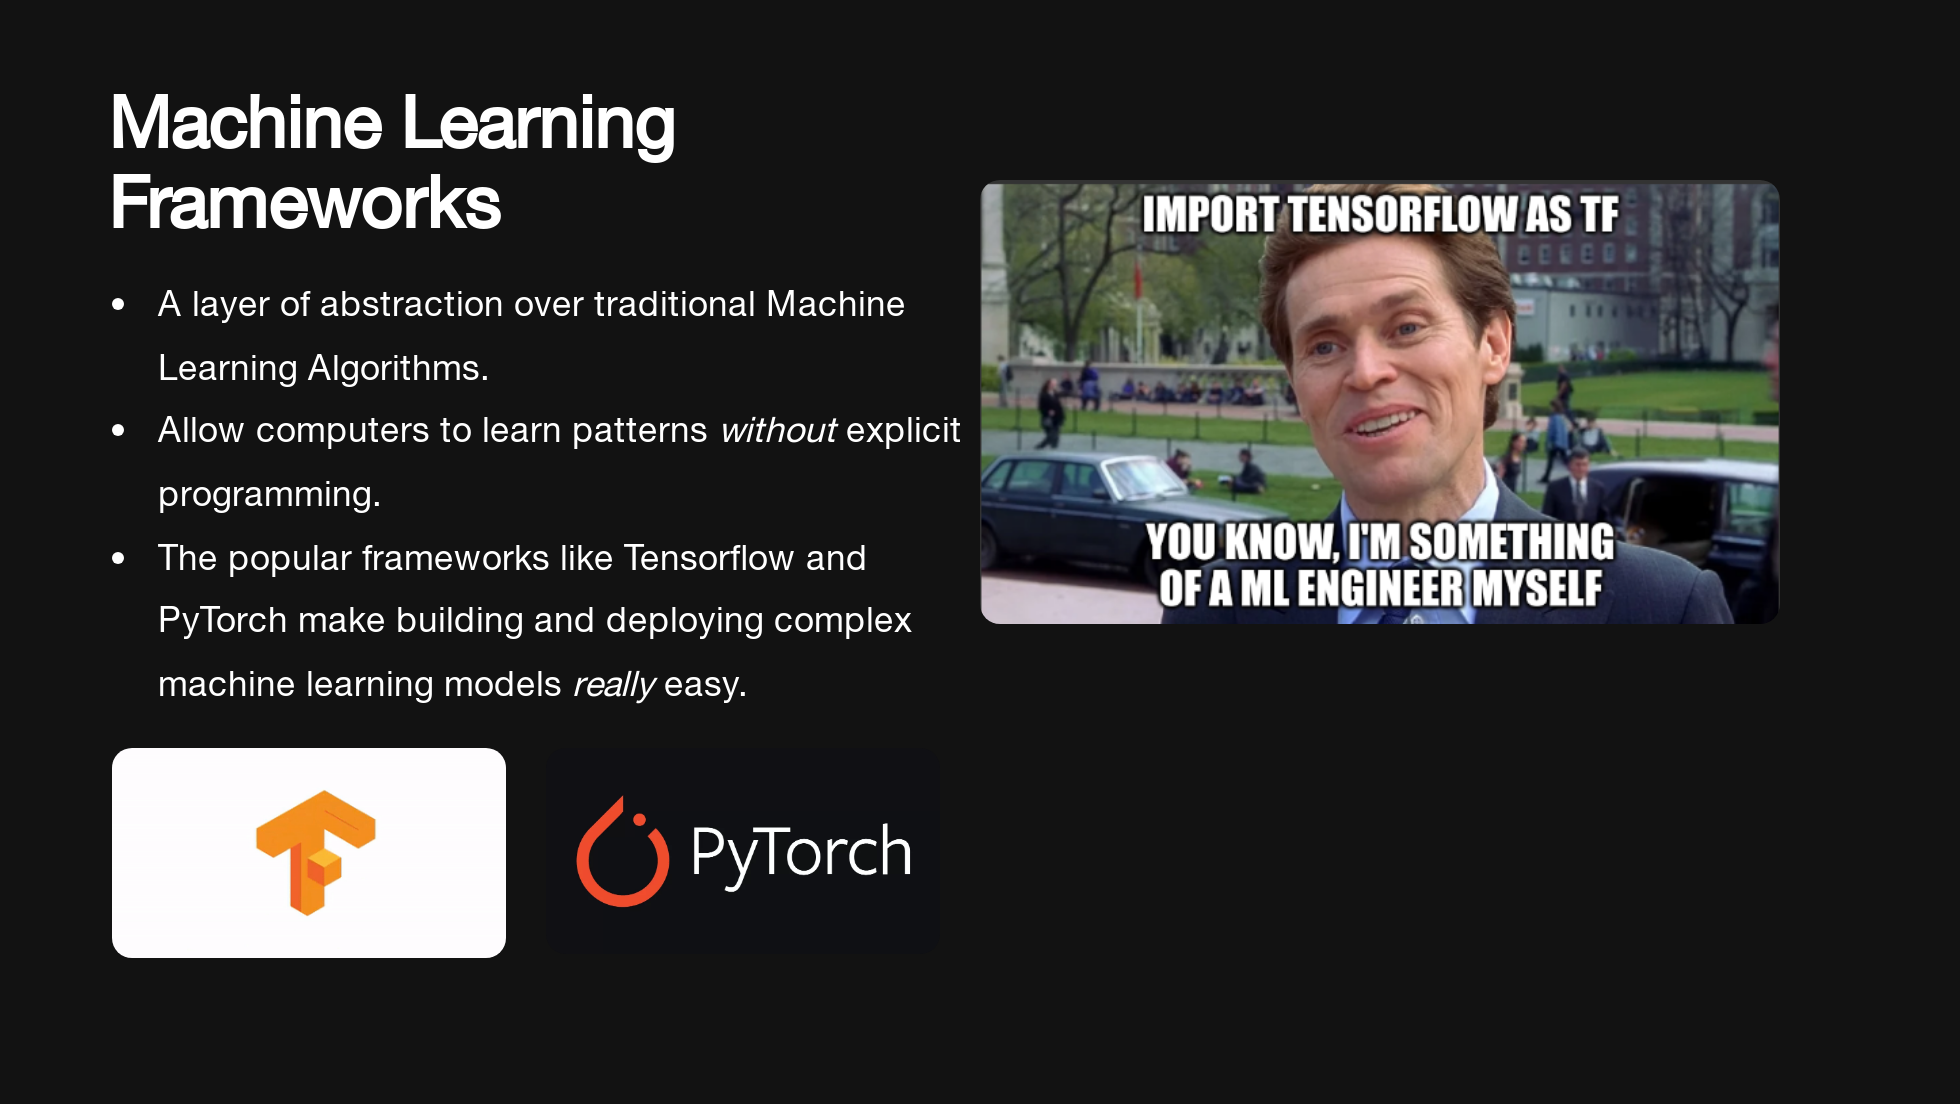 Machine Learning
Frameworks
• A layer of abstraction over traditional Machine
Learning Algorithms.
• Allow computers to learn patterns without explicit
programming.
• The popular frameworks like Tensorflow and
PyTorch make building and deploying complex
machine learning models really easy.
IMPORT TENSORFLOW AS TF
YOU KNOW, I'M SOMETHING
OF A ML ENGINEER MYSELF
PyTorch